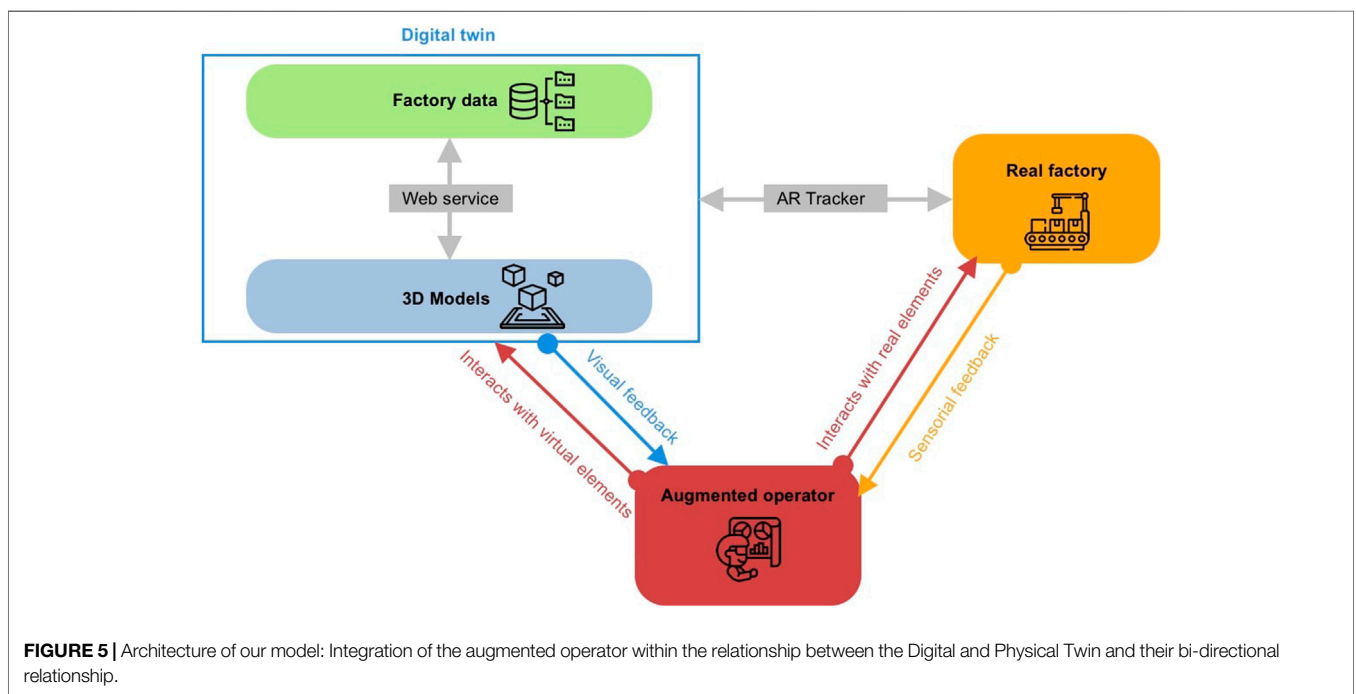 Digital twin
Factory data
Web service
3D Models
AR Tracker
Real factory
Interacts with virtual elements
Visual feedback
Interacts with real elements
Sensorial feedback
Augmented operator
FIGURE 5 | Architecture of our model: Integration of the augmented operator within the relationship between the Digital and Physical Twin and their bi-directional
relationship.